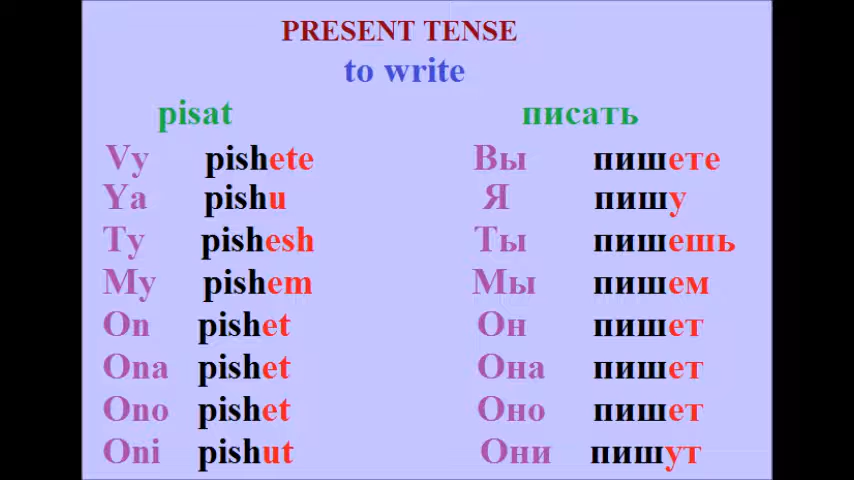 PRESENT TENSE
to write
pisat писать
Vy pishete Вы пишете
Ya pishu Я пишу
Ty pishesh Ты пишешь
My pishem Мы пишем
On pishet Он пишет
Ona pishet Она пишет
Ono pishet Оно пишет
Oni pishut Они пишут